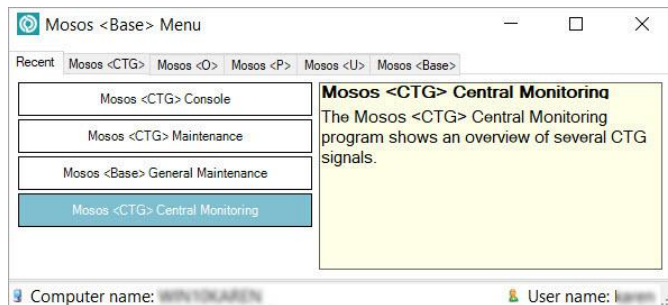 Mosos <Base> Menu
Recent Mosos <CTG> Mosos <O> Mosos <P> Mosos <U> Mosos <Base>
Mosos <CTG> Console
Mosos <CTG> Maintenance
Mosos <Base> General Maintenance
Mosos <CTG> Central Monitoring
Mosos <CTG> Central Monitoring
The Mosos <CTG> Central Monitoring
program shows an overview of several CTG
signals.
Computer name:
User name: